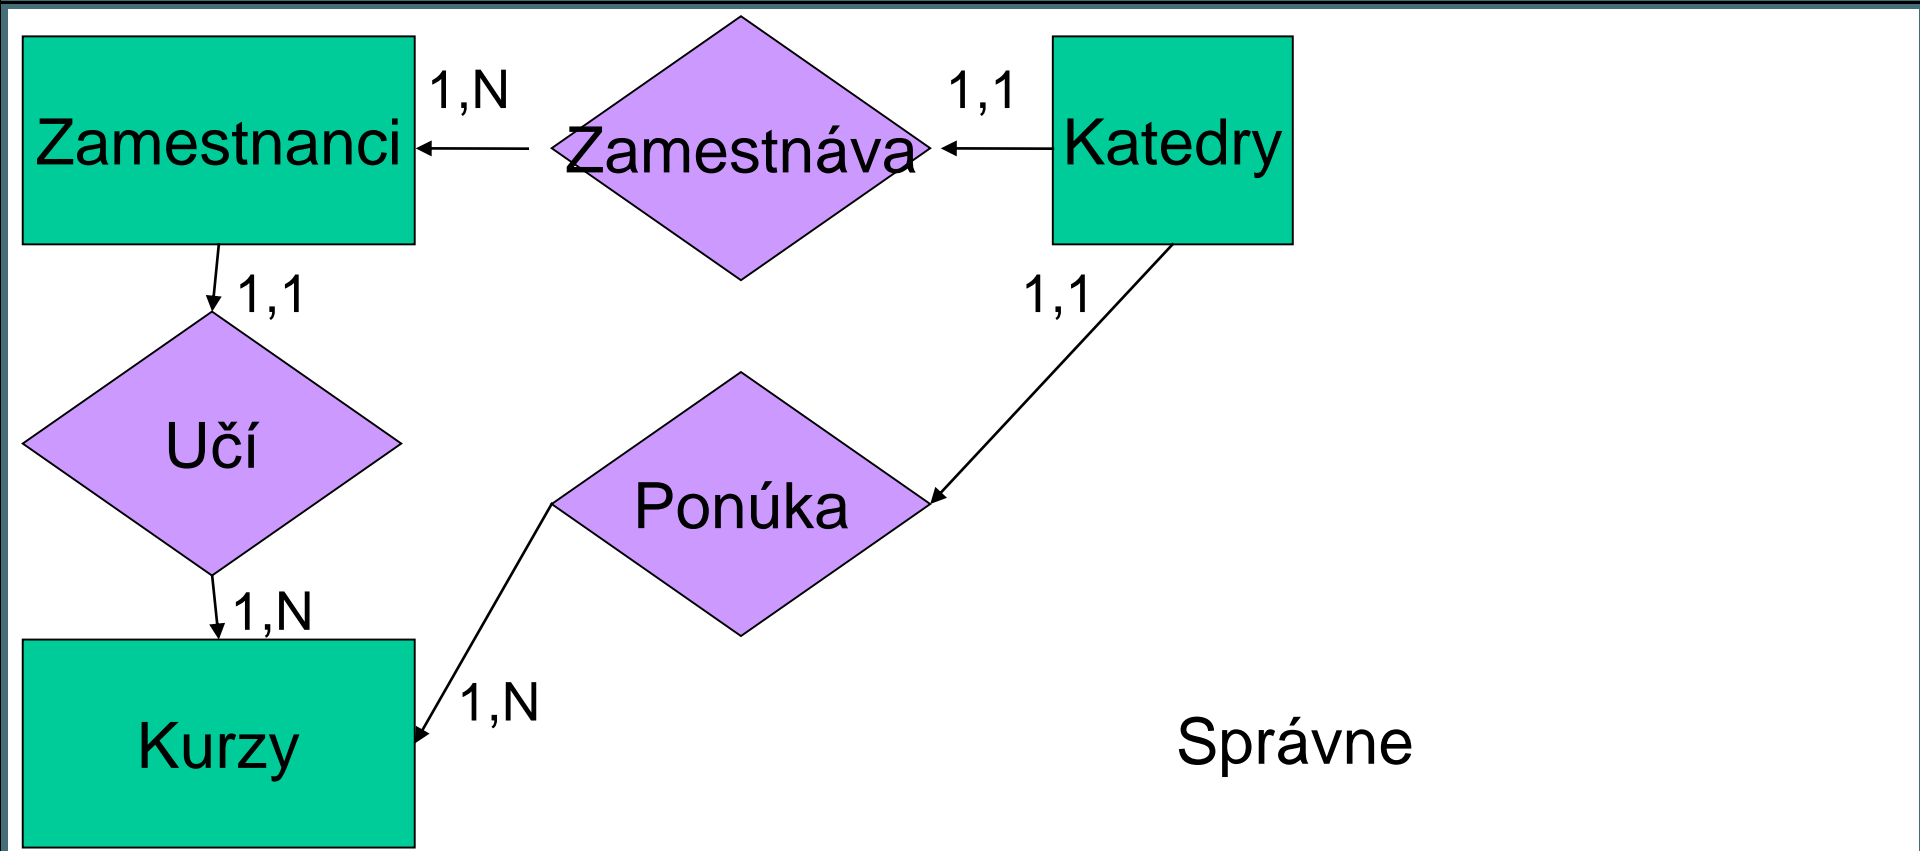 1,N
1,1
Zamestnanci
Zamestnáva
Katedry
1,1
1,1
Učí
Ponúka
1,N
1,N
Kurzy
Správne